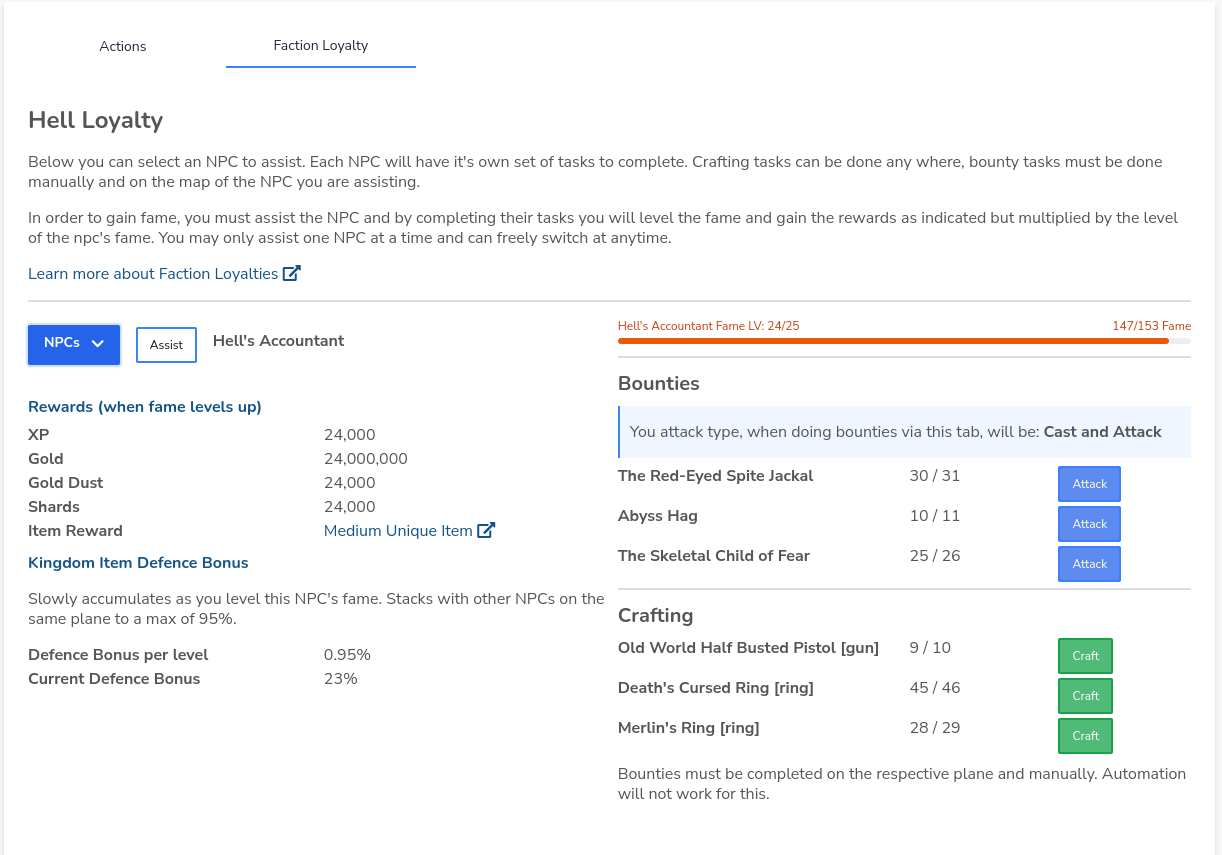 Actions
Faction Loyalty
Hell Loyalty
Below you can select an NPC to assist. Each NPC will have it's own set of tasks to complete. Crafting tasks can be done any where, bounty tasks must be done
manually and on the map of the NPC you are assisting.
In order to gain fame, you must assist the NPC and by completing their tasks you will level the fame and gain the rewards as indicated but multiplied by the level
of the npc's fame. You may only assist one NPC at a time and can freely switch at anytime.
Learn more about Faction Loyalties
NPCs
Assist
Hell's Accountant
Rewards (when fame levels up)
XP 24,000
Gold 24,000,000
Gold Dust 24,000
Shards 24,000
Item Reward Medium Unique Item
Kingdom Item Defence Bonus
Slowly accumulates as you level this NPC's fame. Stacks with other NPCs on the
same plane to a max of 95%.
Defence Bonus per level 0.95%
Current Defence Bonus 23%
Hell's Accountant Fame LV: 24/25 147/153 Fame
Bounties
You attack type, when doing bounties via this tab, will be: Cast and Attack
The Red-Eyed Spite Jackal 30 / 31 Attack
Abyss Hag 10 / 11 Attack
The Skeletal Child of Fear 25 / 26 Attack
Crafting
Old World Half Busted Pistol [gun] 9 / 10 Craft
Death's Cursed Ring [ring] 45 / 46 Craft
Merlin's Ring [ring] 28 / 29 Craft
Bounties must be completed on the respective plane and manually. Automation
will not work for this.